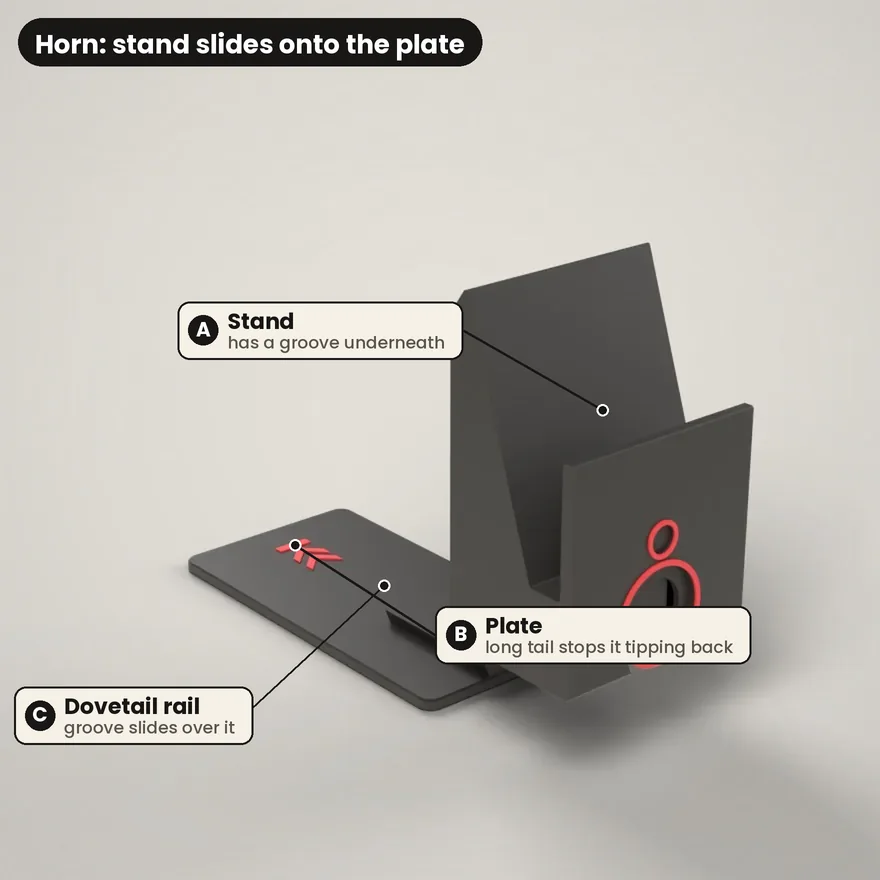 Horn: stand slides onto the plate
A Stand
has a groove underneath
B Plate
long tail stops it tipping back
C Dovetail rail
groove slides over it